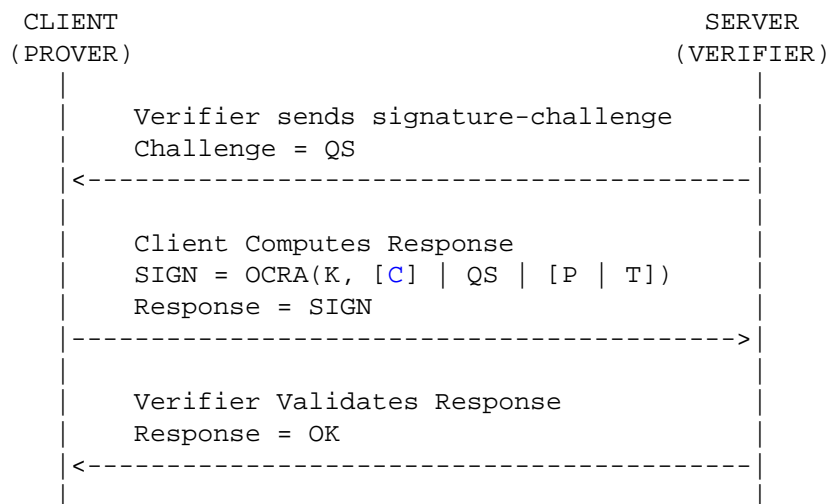 CLIENT SERVER
(PROVER) (VERIFIER)
| |
| Verifier sends signature-challenge |
| Challenge = QS |
|<------------------------------------------|
| |
| Client Computes Response |
| SIGN = OCRA(K, [C] | QS | [P | T]) |
| Response = SIGN |
|------------------------------------------>|
| |
| Verifier Validates Response |
| Response = OK |
|<------------------------------------------|
| |